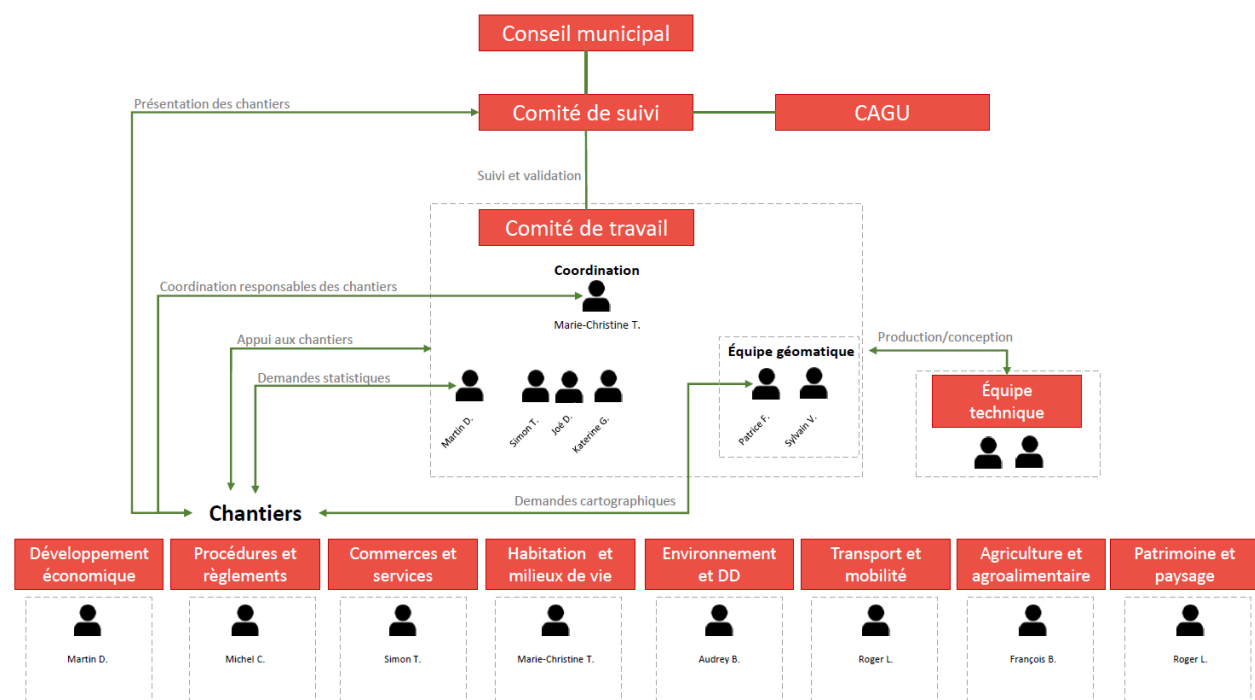 Conseil municipal
Présentation des chantiers
Comité de suivi
CAGU
Suivi et validation
Comité de travail
Coordination
Coordination responsables des chantiers
Marie-Christine T.
Appui aux chantiers
Production/conception
Équipe géomatique
Demandes statistiques
Équipe
technique
Martin D.
Simon T.
Joé D.
Katerine G.
Patrice F.
Sylvain V.
Demandes cartographiques
Chantiers
Développement
économique
Procédures et
règlements
Commerces et
services
Habitation et
milieux de vie
Environnement
et DD
Transport et
mobilité
Agriculture et
agroalimentaire
Patrimoine et
paysage
Martin D.
Michel C.
Simon T.
Marie-Christine T.
Audrey B.
Roger L.
François B.
Roger L.